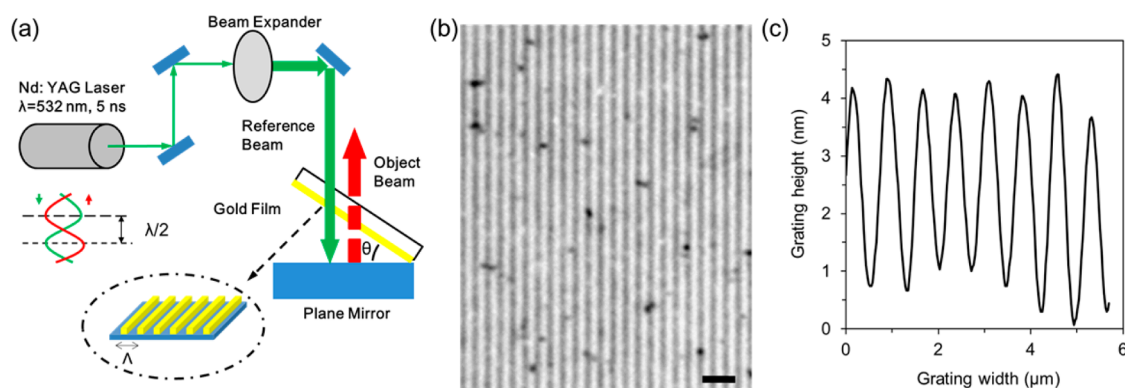 (a)
Beam Expander
Nd: YAG Laser
λ=532 nm, 5 ns
Reference
Beam
Object
Beam
Gold Film
λ/2
θ
Plane Mirror
Λ
(b)
(c)
5
4
3
2
1
0
Grating height (nm)
0
2
4
6
Grating width (μm)